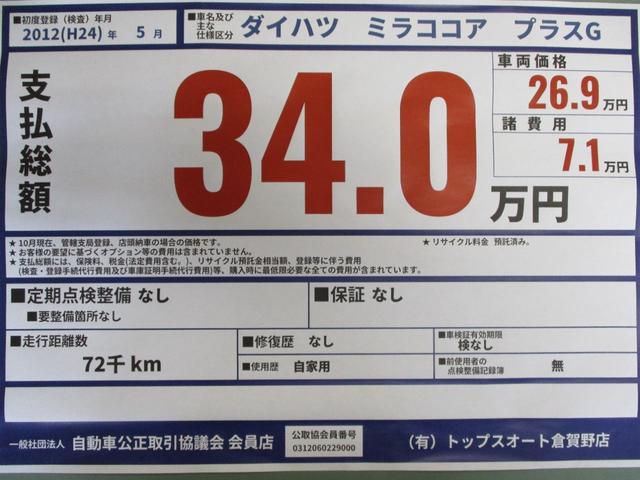 ■初度登録（検査）年月
2012(H24) 年 5 月
■車名及び主な仕様区分 ダイハツ ミラココア プラスG
支払総額
34.0万円
車両価格
26.9万円
諸費用
7.1万円
★10月現在、管轄支局登録、店頭納車の場合の価格です。 ★リサイクル料金 預託済み。
★お客様の要望に基づくオプション等の費用は含まれていません。
★支払総額には、保険料、税金(法定費用含む。)、リサイクル預託金相当額、登録等に伴う費用
(検査・登録手続代行費用及び車庫証明手続代行費用)等、購入時に最低限必要な全ての費用が含まれています。
■定期点検整備 なし
■要整備箇所なし
■保証 なし
■走行距離数
72千km
■修復歴 なし
■使用歴 自家用
■車検証有効期限
検なし
■前使用者の点検整備記録簿 無
一般社団法人 自動車公正取引協議会 会員店
公取協会員番号
0312060229000
（有）トップスオート倉賀野店